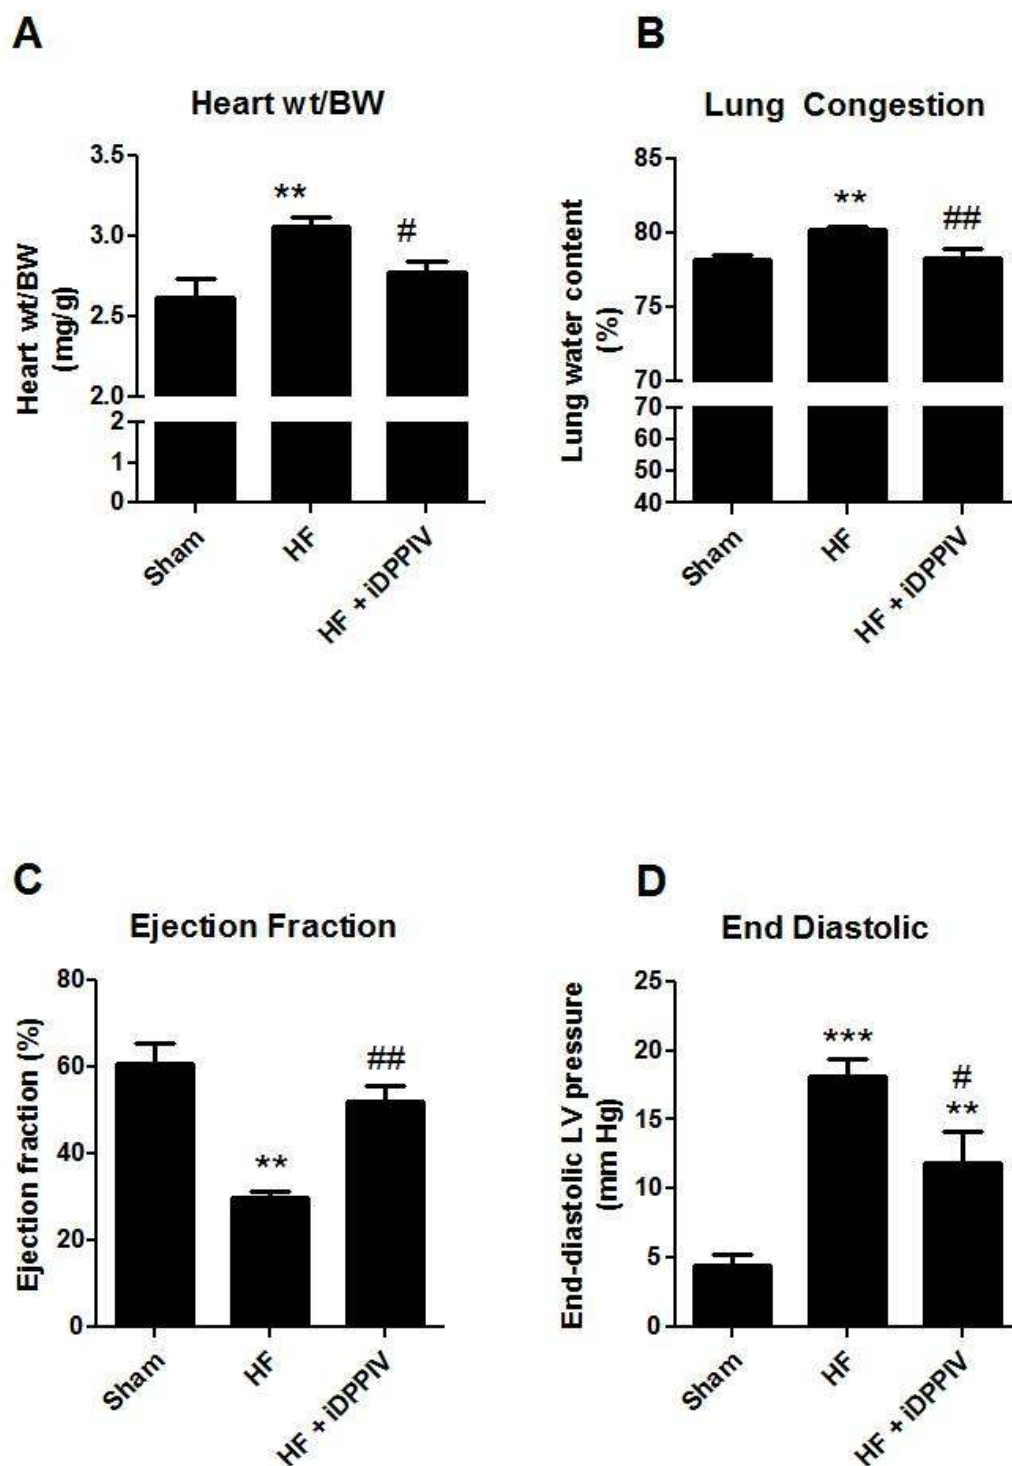 A
Heart wt/BW
Heart wt/BW
(mg/g)
3.5
3.0
2.5
2.0
2
1
0
**
#
Sham
HF
HF + iDPPIV
B
Lung Congestion
Lung water content
(%)
85
80
75
70
70
60
50
40
**
##
Sham
HF
HF + iDPPIV
C
Ejection Fraction
Ejection fraction (%)
80
60
40
20
0
**
##
Sham
HF
HF + iDPPIV
D
End Diastolic
End-diastolic LV pressure
(mm Hg)
25
20
15
10
5
0
***
#
**
Sham
HF
HF + iDPPIV